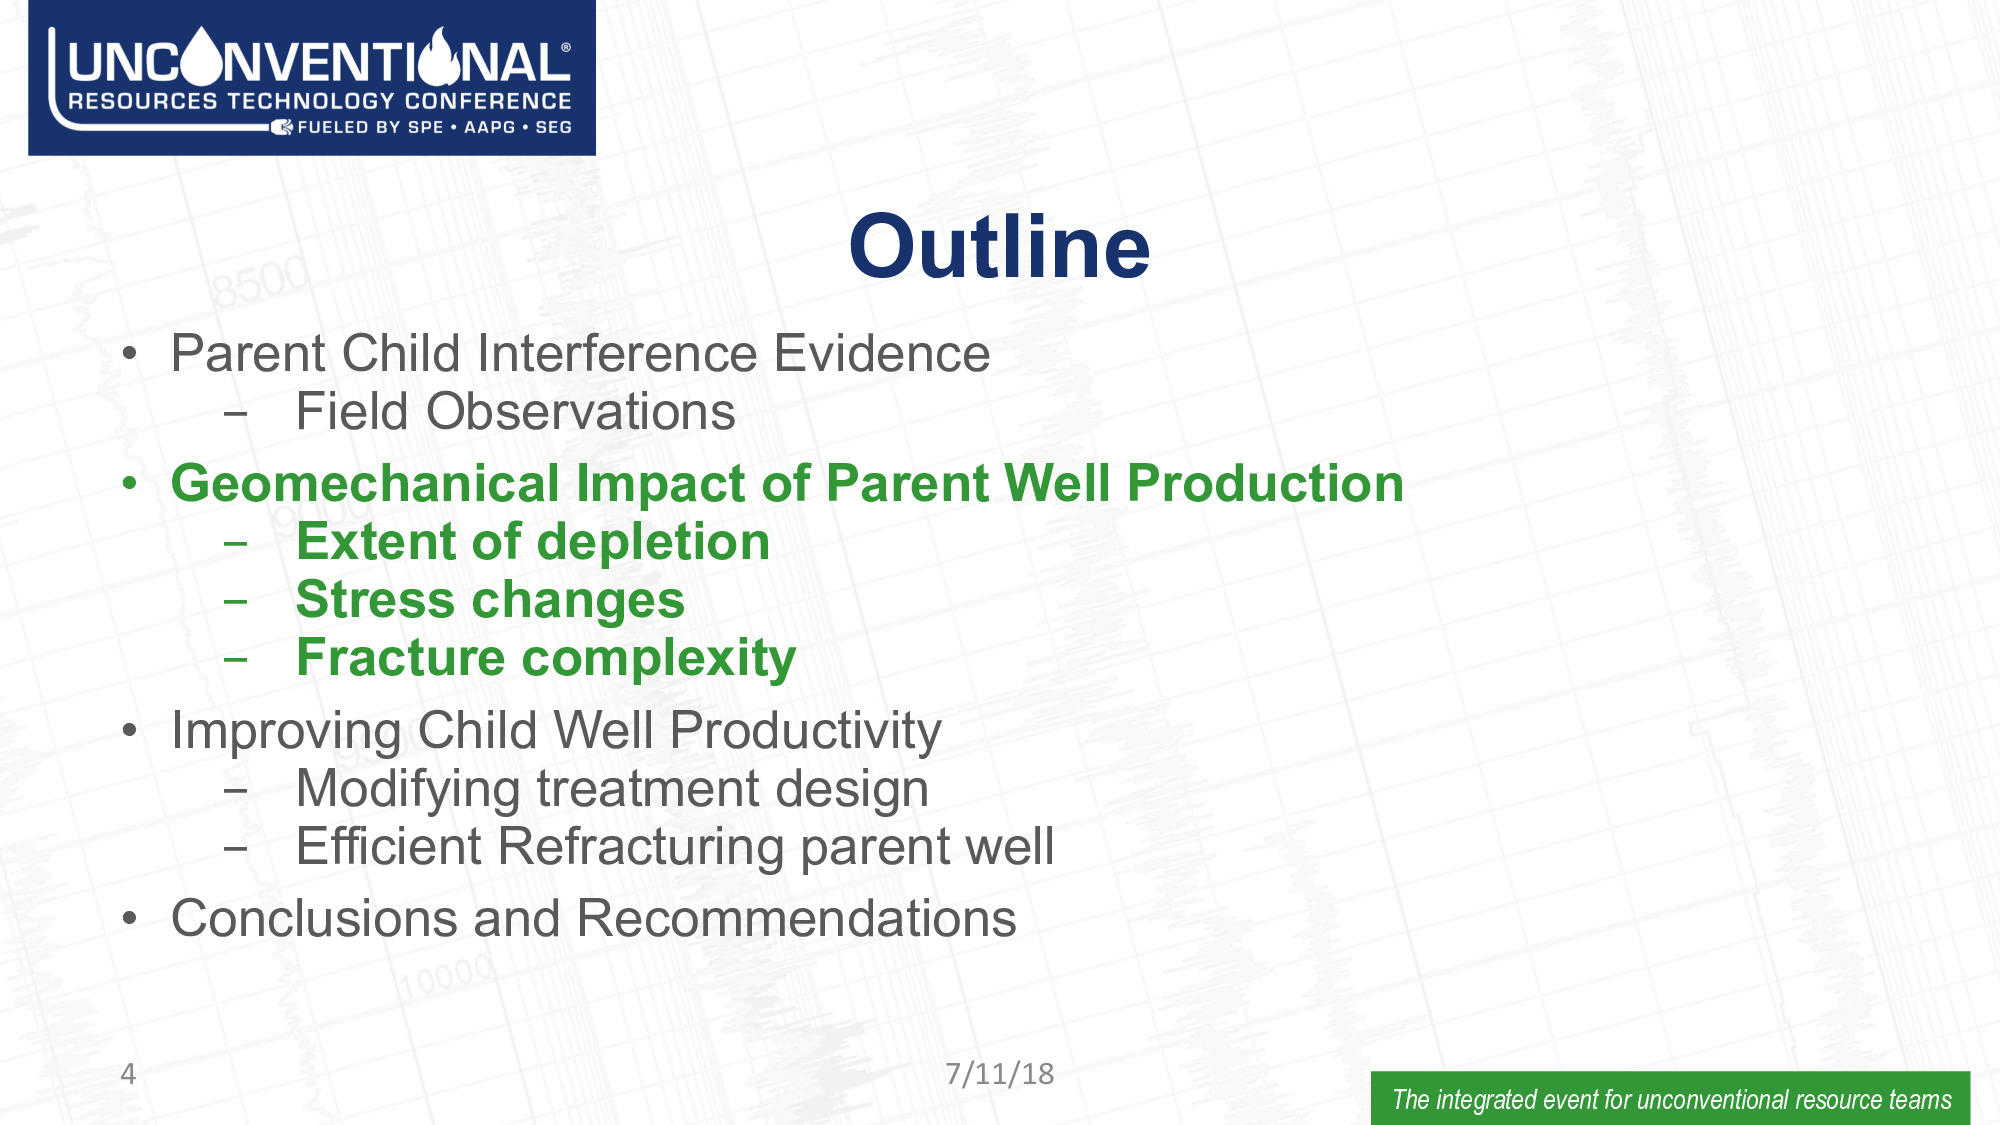 UNCONVENTIONAL®
RESOURCES TECHNOLOGY CONFERENCE
FUELED BY SPE • AAPG • SEG
8500
Outline
• Parent Child Interference Evidence
– Field Observations
• Geomechanical Impact of Parent Well Production
– Extent of depletion
– Stress changes
– Fracture complexity
• Improving Child Well Productivity
– Modifying treatment design
– Efficient Refracturing parent well
• Conclusions and Recommendations
10000
4
7/11/18
The integrated event for unconventional resource teams